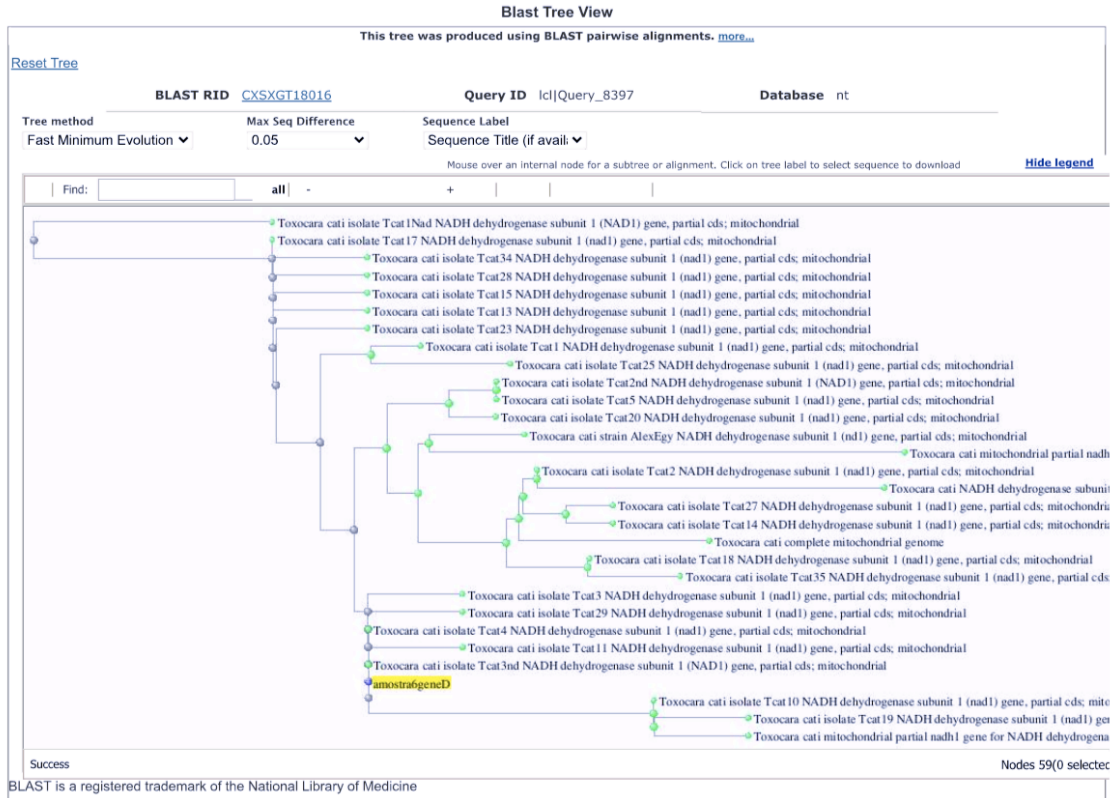 Blast Tree View
This tree was produced using BLAST pairwise alignments. more...
Reset Tree
BLAST RID CXSXGT18016 Query ID lcl|Query_8397 Database nt
Tree method Max Seq Difference Sequence Label
Fast Minimum Evolution 0.05 Sequence Title (if avail:
Mouse over an internal node for a subtree or alignment. Click on tree label to select sequence to download Hide legend
Find: all - +
Toxocara cati isolate Tcat1Nad NADH dehydrogenase subunit 1 (NAD1) gene, partial cds; mitochondrial
Toxocara cati isolate Tcat17 NADH dehydrogenase subunit 1 (nad1) gene, partial cds; mitochondrial
Toxocara cati isolate Tcat34 NADH dehydrogenase subunit 1 (nad1) gene, partial cds; mitochondrial
Toxocara cati isolate Tcat28 NADH dehydrogenase subunit 1 (nad1) gene, partial cds; mitochondrial
Toxocara cati isolate Tcat15 NADH dehydrogenase subunit 1 (nad1) gene, partial cds; mitochondrial
Toxocara cati isolate Tcat13 NADH dehydrogenase subunit 1 (nad1) gene, partial cds; mitochondrial
Toxocara cati isolate Tcat23 NADH dehydrogenase subunit 1 (nad1) gene, partial cds; mitochondrial
Toxocara cati isolate Tcat1 NADH dehydrogenase subunit 1 (nad1) gene, partial cds; mitochondrial
Toxocara cati isolate Tcat25 NADH dehydrogenase subunit 1 (nad1) gene, partial cds; mitochondrial
Toxocara cati isolate Tcat2nd NADH dehydrogenase subunit 1 (NAD1) gene, partial cds; mitochondrial
Toxocara cati isolate Tcat5 NADH dehydrogenase subunit 1 (nad1) gene, partial cds; mitochondrial
Toxocara cati isolate Tcat20 NADH dehydrogenase subunit 1 (nad1) gene, partial cds; mitochondrial
Toxocara cati strain AlexEgy NADH dehydrogenase subunit 1 (nd1) gene, partial cds; mitochondrial
Toxocara cati mitochondrial partial nadh
Toxocara cati isolate Tcat2 NADH dehydrogenase subunit 1 (nad1) gene, partial cds; mitochondrial
Toxocara cati NADH dehydrogenase subunit
Toxocara cati isolate Tcat27 NADH dehydrogenase subunit 1 (nad1) gene, partial cds; mitochondria
Toxocara cati isolate Tcat14 NADH dehydrogenase subunit 1 (nad1) gene, partial cds; mitochondria
Toxocara cati complete mitochondrial genome
Toxocara cati isolate Tcat18 NADH dehydrogenase subunit 1 (nad1) gene, partial cds; mitochondrial
Toxocara cati isolate Tcat35 NADH dehydrogenase subunit 1 (nad1) gene, partial cds
Toxocara cati isolate Tcat3 NADH dehydrogenase subunit 1 (nad1) gene, partial cds; mitochondrial
Toxocara cati isolate Tcat29 NADH dehydrogenase subunit 1 (nad1) gene, partial cds; mitochondrial
Toxocara cati isolate Tcat4 NADH dehydrogenase subunit 1 (nad1) gene, partial cds; mitochondrial
Toxocara cati isolate Tcat11 NADH dehydrogenase subunit 1 (nad1) gene, partial cds; mitochondrial
Toxocara cati isolate Tcat3nd NADH dehydrogenase subunit 1 (NAD1) gene, partial cds; mitochondrial
amostra6geneD
Toxocara cati isolate Tcat10 NADH dehydrogenase subunit 1 (nad1) gene, partial cds; mito
Toxocara cati isolate Tcat19 NADH dehydrogenase subunit 1 (nad1) ge
Toxocara cati mitochondrial partial nadh1 gene for NADH dehydrogena
Success Nodes 59(0 selected
BLAST is a registered trademark of the National Library of Medicine